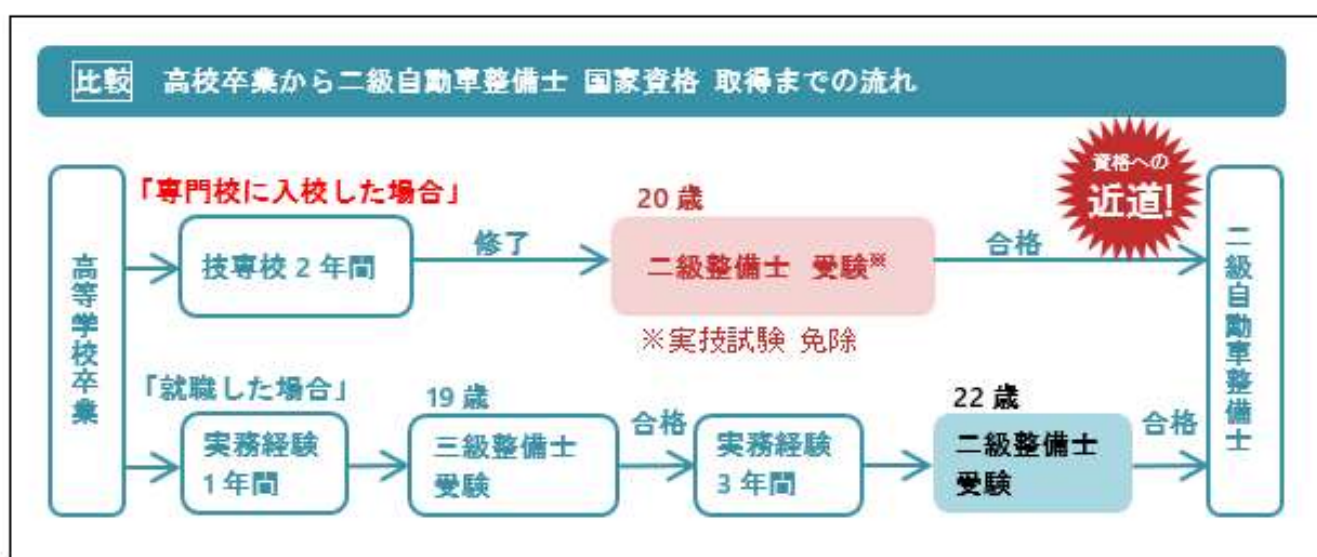 比較 高校卒業から二級自動車整備士 国家資格 取得までの流れ
資格への
近道!
高等学校卒業
「専門校に入校した場合」
技専校2年間
修了
20歳
二級整備士 受験※
※実技試験 免除
合格
「就職した場合」
実務経験
1年間
19歳
三級整備士
受験
合格
実務経験
3年間
22歳
二級整備士
受験
合格
二級自動車整備士